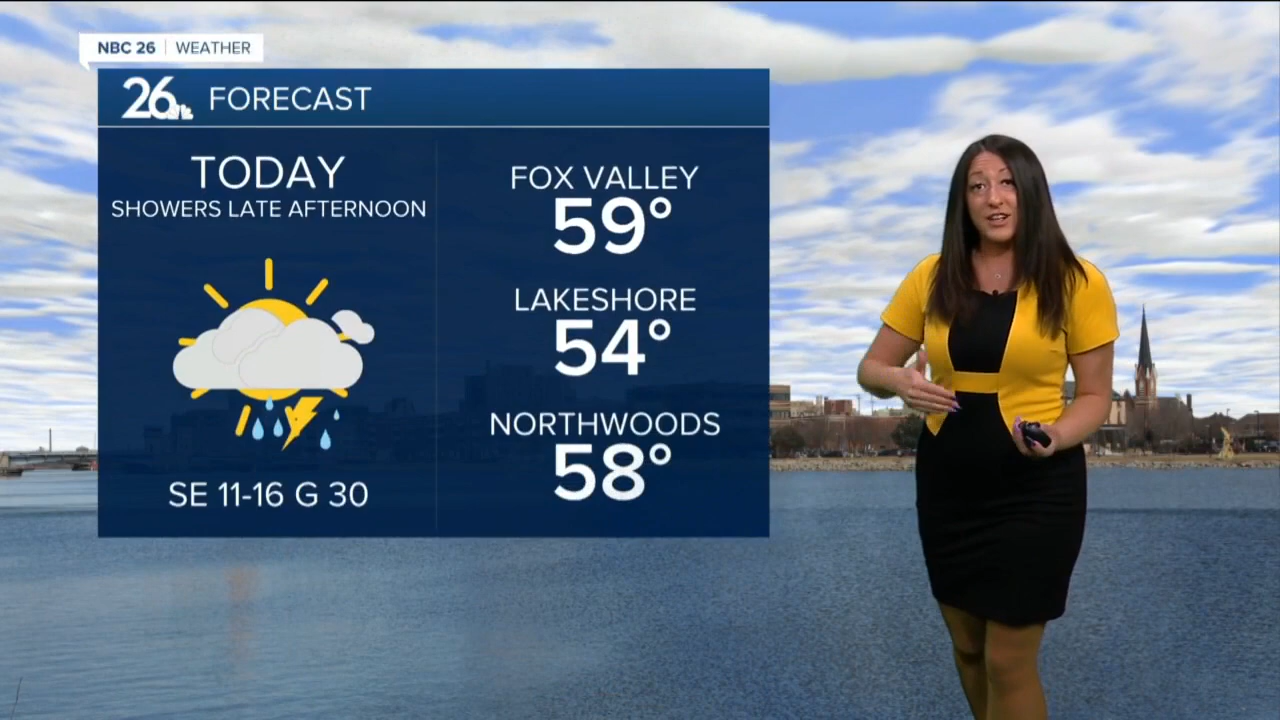 NBC 26 | WEATHER
26 FORECAST
TODAY
SHOWERS LATE AFTERNOON
SE 11-16 G 30
FOX VALLEY
59°
LAKESHORE
54°
NORTHWOODS
58°